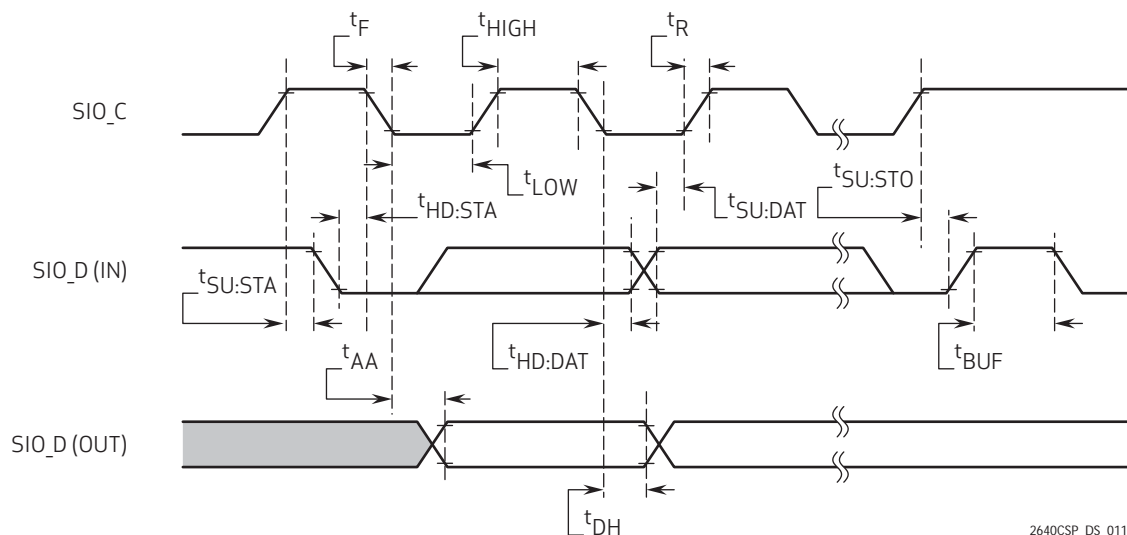 tF
tHIGH
tR
SIO_C
tLOW
tSU:STO
tHD:STA
tSU:DAT
SIO_D (IN)
tSU:STA
tAA
tHD:DAT
tBUF
SIO_D (OUT)
tDH
2640CSP_DS_011